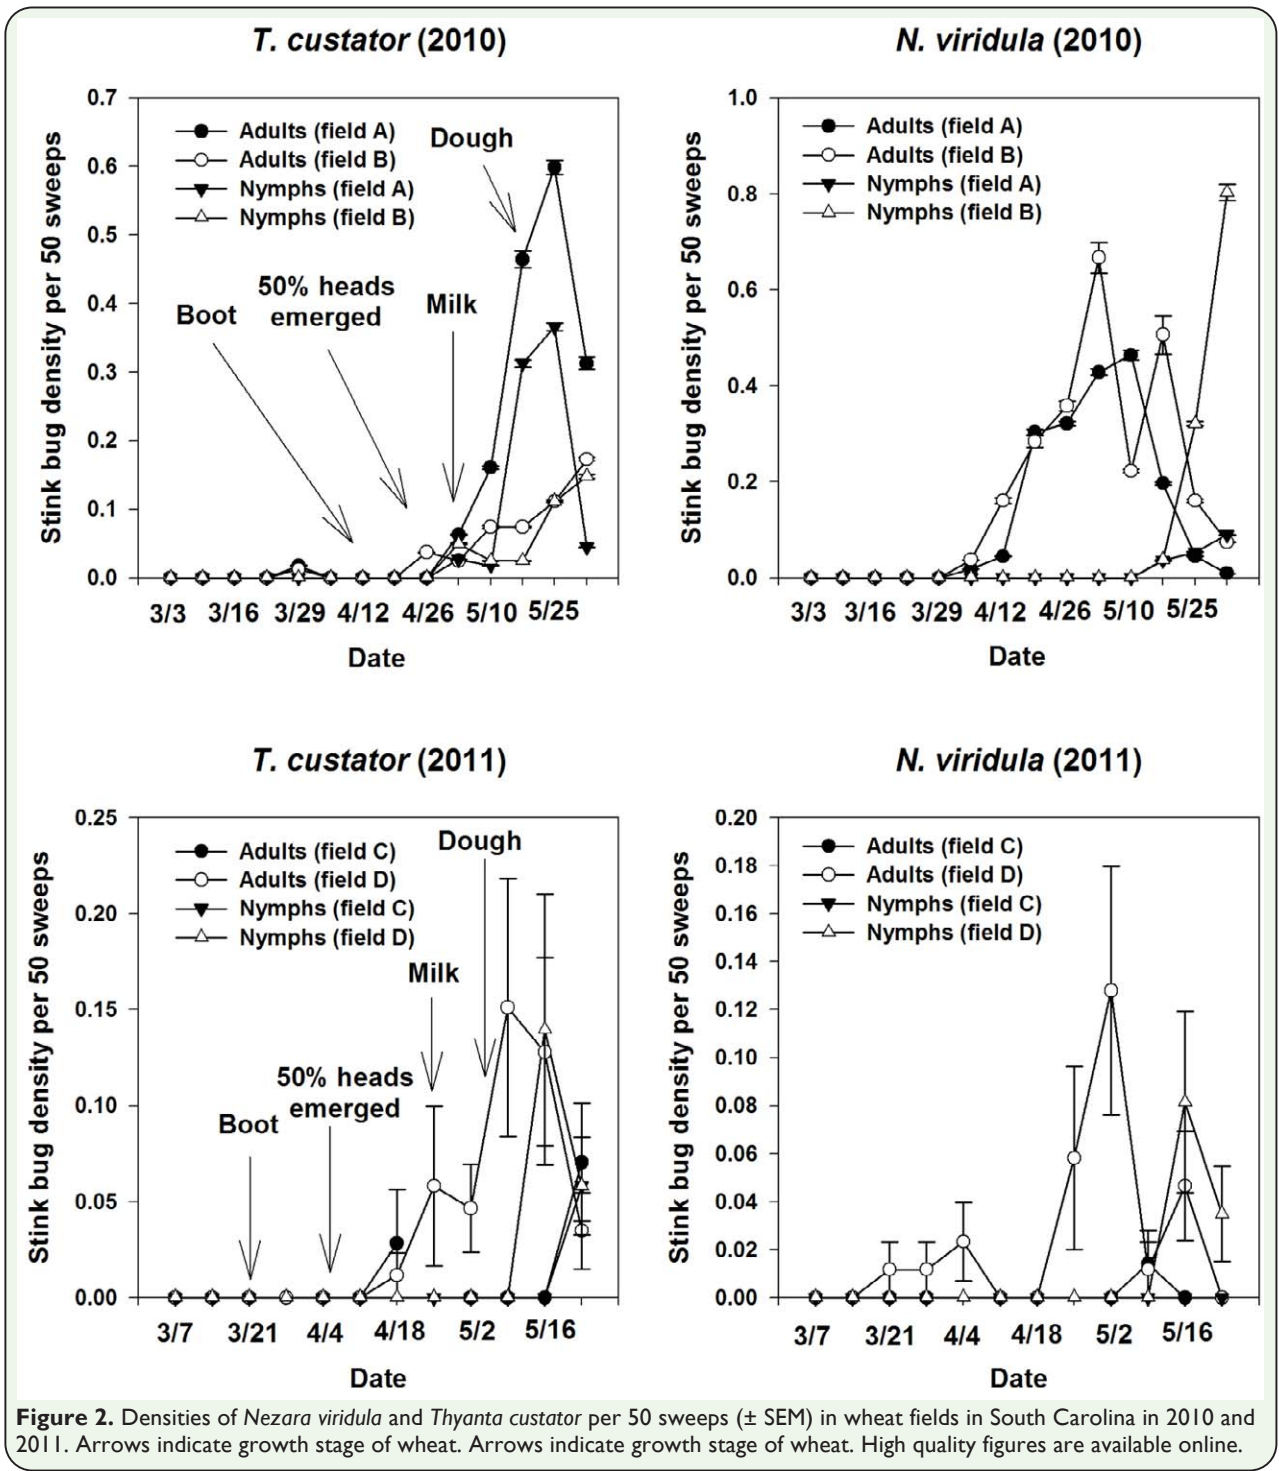 T. custator (2010)
0.7
0.6
0.5
0.4
0.3
0.2
0.1
0.0
Stink bug density per 50 sweeps
Adults (field A)
Adults (field B)
Nymphs (field A)
Nymphs (field B)
Dough
50% heads
emerged
Milk
Boot
3/3 3/16 3/29 4/12 4/26 5/10 5/25
Date
N. viridula (2010)
1.0
0.8
0.6
0.4
0.2
0.0
Stink bug density per 50 sweeps
Adults (field A)
Adults (field B)
Nymphs (field A)
Nymphs (field B)
3/3 3/16 3/29 4/12 4/26 5/10 5/25
Date
T. custator (2011)
0.25
0.20
0.15
0.10
0.05
0.00
Stink bug density per 50 sweeps
Adults (field C)
Adults (field D)
Nymphs (field C)
Nymphs (field D)
Dough
Milk
50% heads
emerged
Boot
3/7 3/21 4/4 4/18 5/2 5/16
Date
N. viridula (2011)
0.20
0.18
0.16
0.14
0.12
0.10
0.08
0.06
0.04
0.02
0.00
Stink bug density per 50 sweeps
Adults (field C)
Adults (field D)
Nymphs (field C)
Nymphs (field D)
3/7 3/21 4/4 4/18 5/2 5/16
Date
Figure 2. Densities of Nezara viridula and Thyanta custator per 50 sweeps (± SEM) in wheat fields in South Carolina in 2010 and
2011. Arrows indicate growth stage of wheat. Arrows indicate growth stage of wheat. High quality figures are available online.